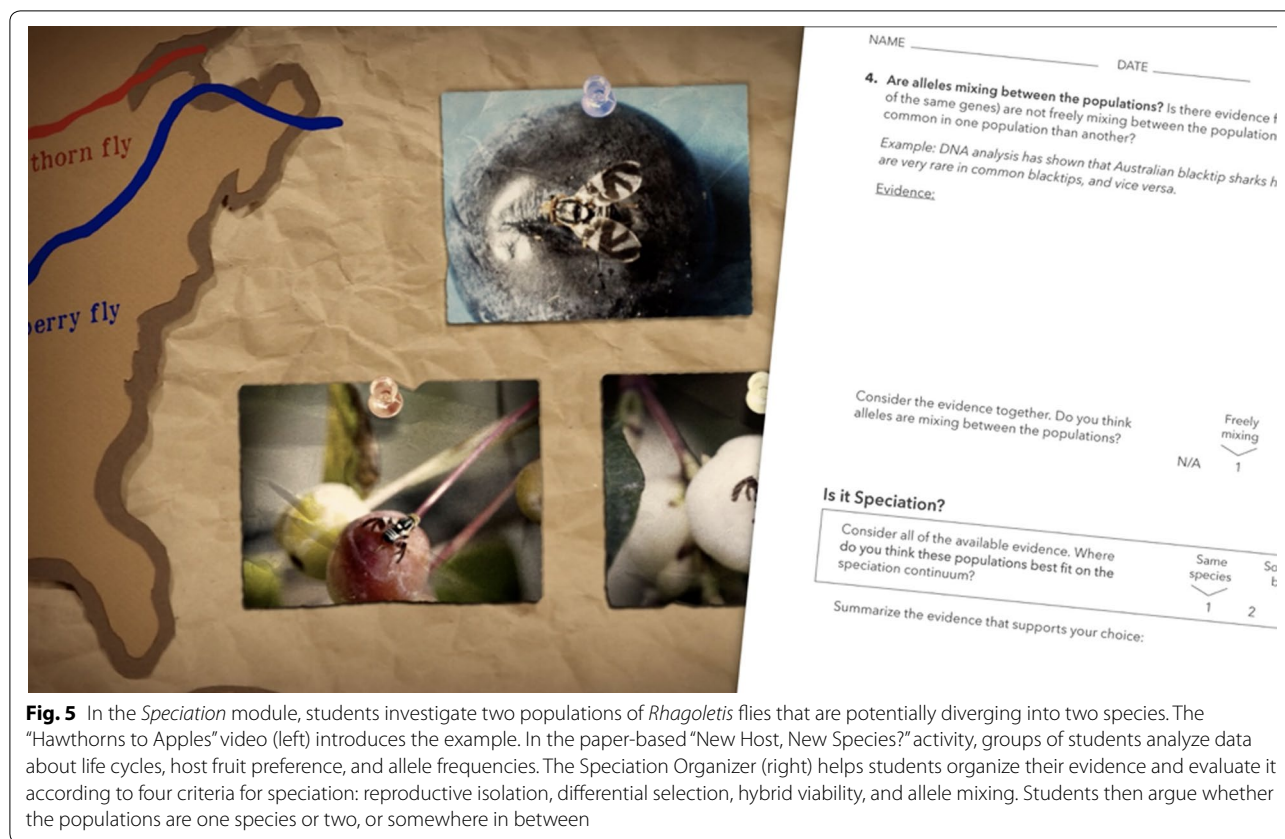 thorn fly
berry fly
NAME
DATE
4. Are alleles mixing between the populations? Is there evidence f
of the same genes) are not freely mixing between the population
common in one population than another?
Example: DNA analysis has shown that Australian blacktip sharks h
are very rare in common blacktips, and vice versa.
Evidence:
Consider the evidence together. Do you think
alleles are mixing between the populations?
N/A
Freely
mixing
1
Is it Speciation?
Consider all of the available evidence. Where
do you think these populations best fit on the
speciation continuum?
Same
species
1
2
Summarize the evidence that supports your choice:
Fig. 5 In the Speciation module, students investigate two populations of Rhagoletis flies that are potentially diverging into two species. The
"Hawthorns to Apples" video (left) introduces the example. In the paper-based "New Host, New Species?" activity, groups of students analyze data
about life cycles, host fruit preference, and allele frequencies. The Speciation Organizer (right) helps students organize their evidence and evaluate it
according to four criteria for speciation: reproductive isolation, differential selection, hybrid viability, and allele mixing. Students then argue whether
the populations are one species or two, or somewhere in between